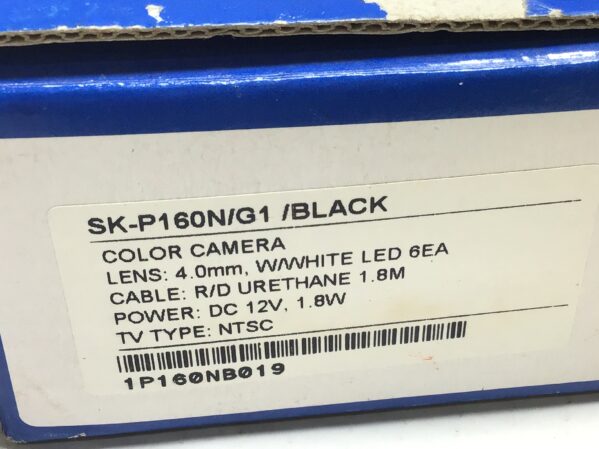 SK-P160N/G1 /BLACK
COLOR CAMERA
LENS: 4.0mm, W/WHITE LED 6EA
CABLE: R/D URETHANE 1.8M
POWER: DC 12V, 1.8W
TV TYPE: NTSC
1P160NB019